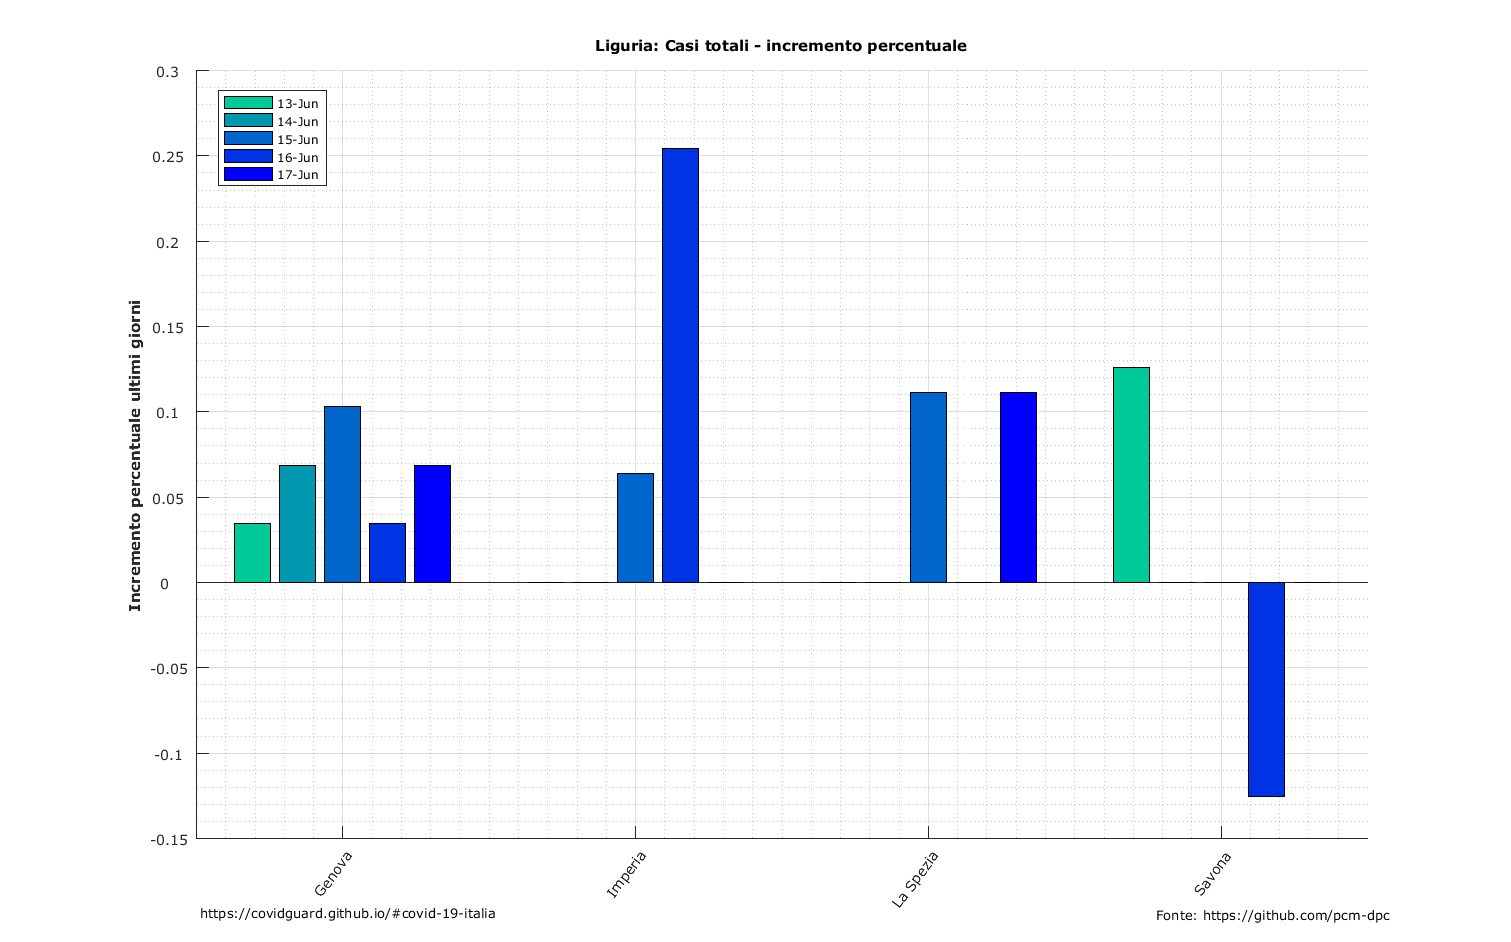 Liguria: Casi totali - incremento percentuale
0.3
0.25
0.2
0.15
0.1
0.05
0
-0.05
-0.1
-0.15
Incremento percentuale ultimi giorni
13-Jun
14-Jun
15-Jun
16-Jun
17-Jun
Genova
Imperia
La Spezia
Savona
https://covidguard.github.io/#covid-19-italia
Fonte: https://github.com/pcm-dpc